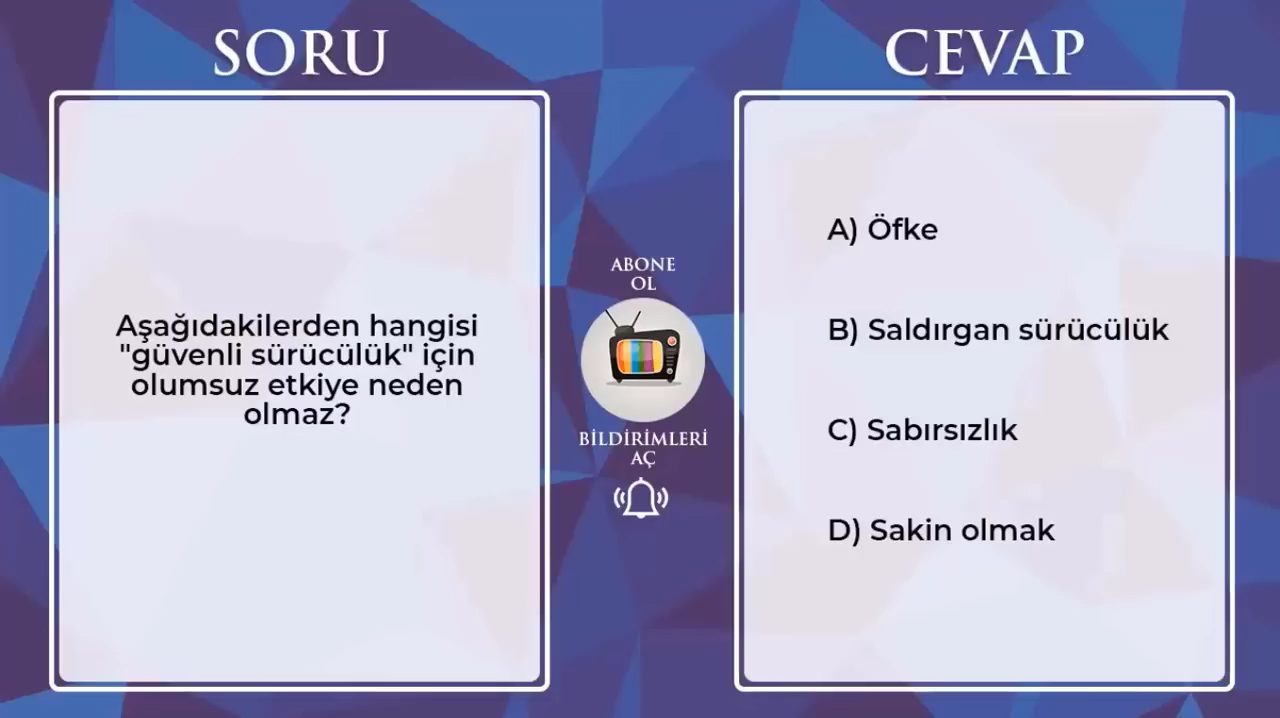 SORU
Aşağıdakilerden hangisi
"güvenli sürücülük" için
olumsuz etkiye neden
olmaz?
ABONE
OL
BİLDİRİMLERİ
AÇ
CEVAP
A) Öfke
B) Saldırgan sürücülük
C) Sabırsızlık
D) Sakin olmak